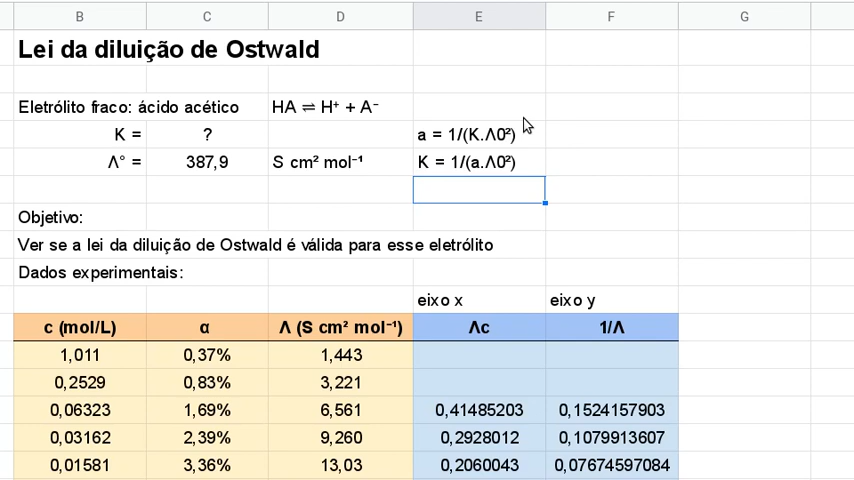 B C D E F G
Lei da diluição de Ostwald
Eletrólito fraco: ácido acético HA ⇌ H⁺ + A⁻
K = ? a = 1/(K.Λ0²)
Λ° = 387,9 S cm² mol⁻¹ K = 1/(a.Λ0²)
Objetivo:
Ver se a lei da diluição de Ostwald é válida para esse eletrólito
Dados experimentais:
eixo x eixo y
c (mol/L) α Λ (S cm² mol⁻¹) Λc 1/Λ
1,011 0,37% 1,443
0,2529 0,83% 3,221
0,06323 1,69% 6,561 0,41485203 0,1524157903
0,03162 2,39% 9,260 0,2928012 0,1079913607
0,01581 3,36% 13,03 0,2060043 0,07674597084